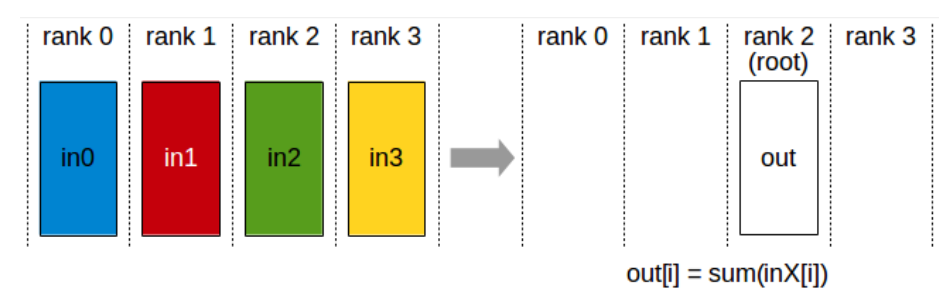 rank 0 rank 1 rank 2 rank 3 rank 0 rank 1 rank 2 rank 3
(root)
in0 in1 in2 in3 out
out[i] = sum(inX[i])